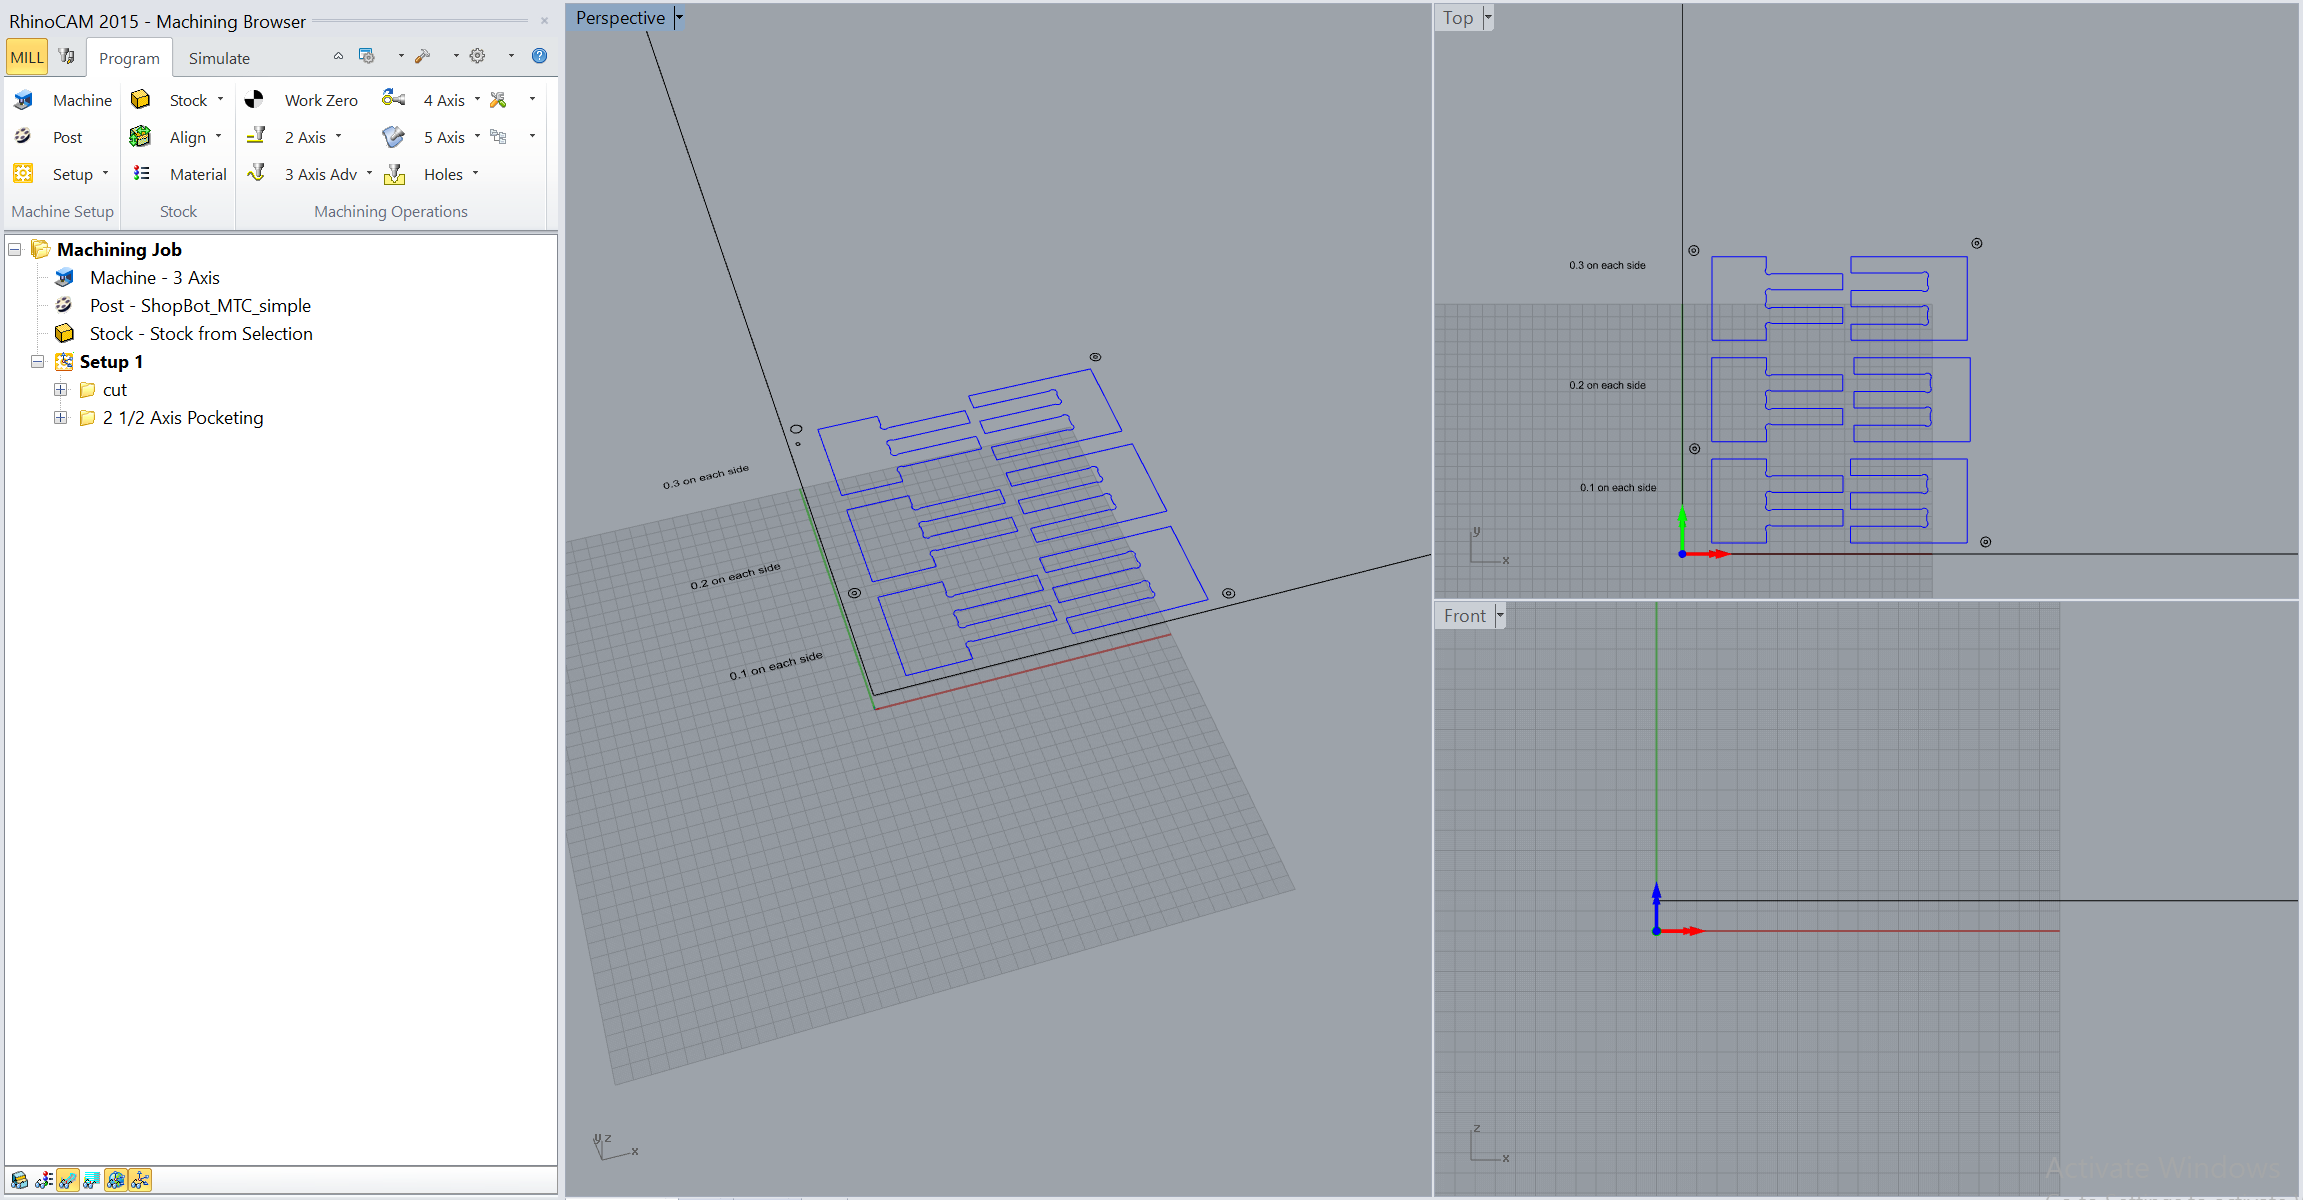 RhinoCAM 2015 - Machining Browser
MILL
Program
Simulate
Machine
Stock
Work Zero
4 Axis
Post
Align
2 Axis
5 Axis
Setup
Material
3 Axis Adv
Holes
Machine Setup
Stock
Machining Operations
Machining Job
Machine - 3 Axis
Post - ShopBot_MTC_simple
Stock - Stock from Selection
Setup 1
cut
2 1/2 Axis Pocketing
Perspective
0.3 on each side
0.2 on each side
0.1 on each side
y z
x
Top
0.3 on each side
0.2 on each side
0.1 on each side
y
x
Front
z
x
Activate Windows